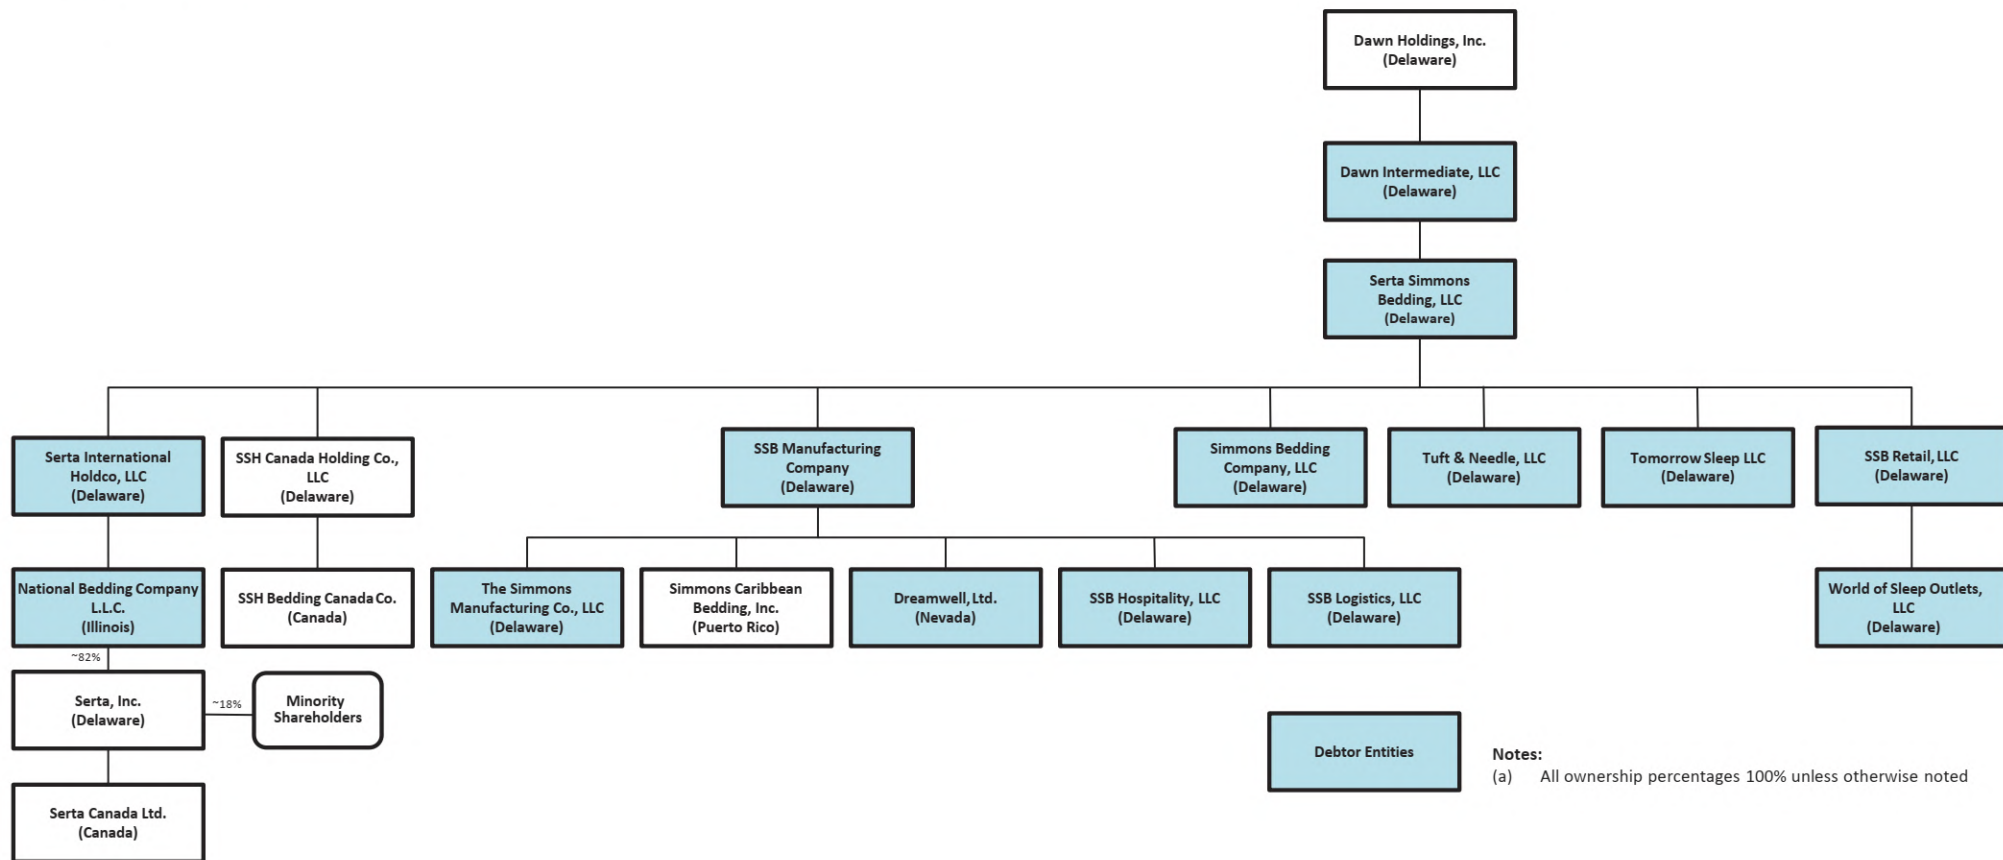 Dawn Holdings, Inc.
(Delaware)
Dawn Intermediate, LLC
(Delaware)
Serta Simmons
Bedding, LLC
(Delaware)
Serta International
Holdco, LLC
(Delaware)
SSH Canada Holding Co.,
LLC
(Delaware)
SSB Manufacturing
Company
(Delaware)
Simmons Bedding
Company, LLC
(Delaware)
Tuft & Needle, LLC
(Delaware)
Tomorrow Sleep LLC
(Delaware)
SSB Retail, LLC
(Delaware)
National Bedding Company
L.L.C.
(Illinois)
SSH Bedding Canada Co.
(Canada)
The Simmons
Manufacturing Co., LLC
(Delaware)
Simmons Caribbean
Bedding, Inc.
(Puerto Rico)
Dreamwell, Ltd.
(Nevada)
SSB Hospitality, LLC
(Delaware)
SSB Logistics, LLC
(Delaware)
World of Sleep Outlets,
LLC
(Delaware)
~82%
Serta, Inc.
(Delaware)
~18%
Minority
Shareholders
Serta Canada Ltd.
(Canada)
Debtor Entities
Notes:
(a) All ownership percentages 100% unless otherwise noted